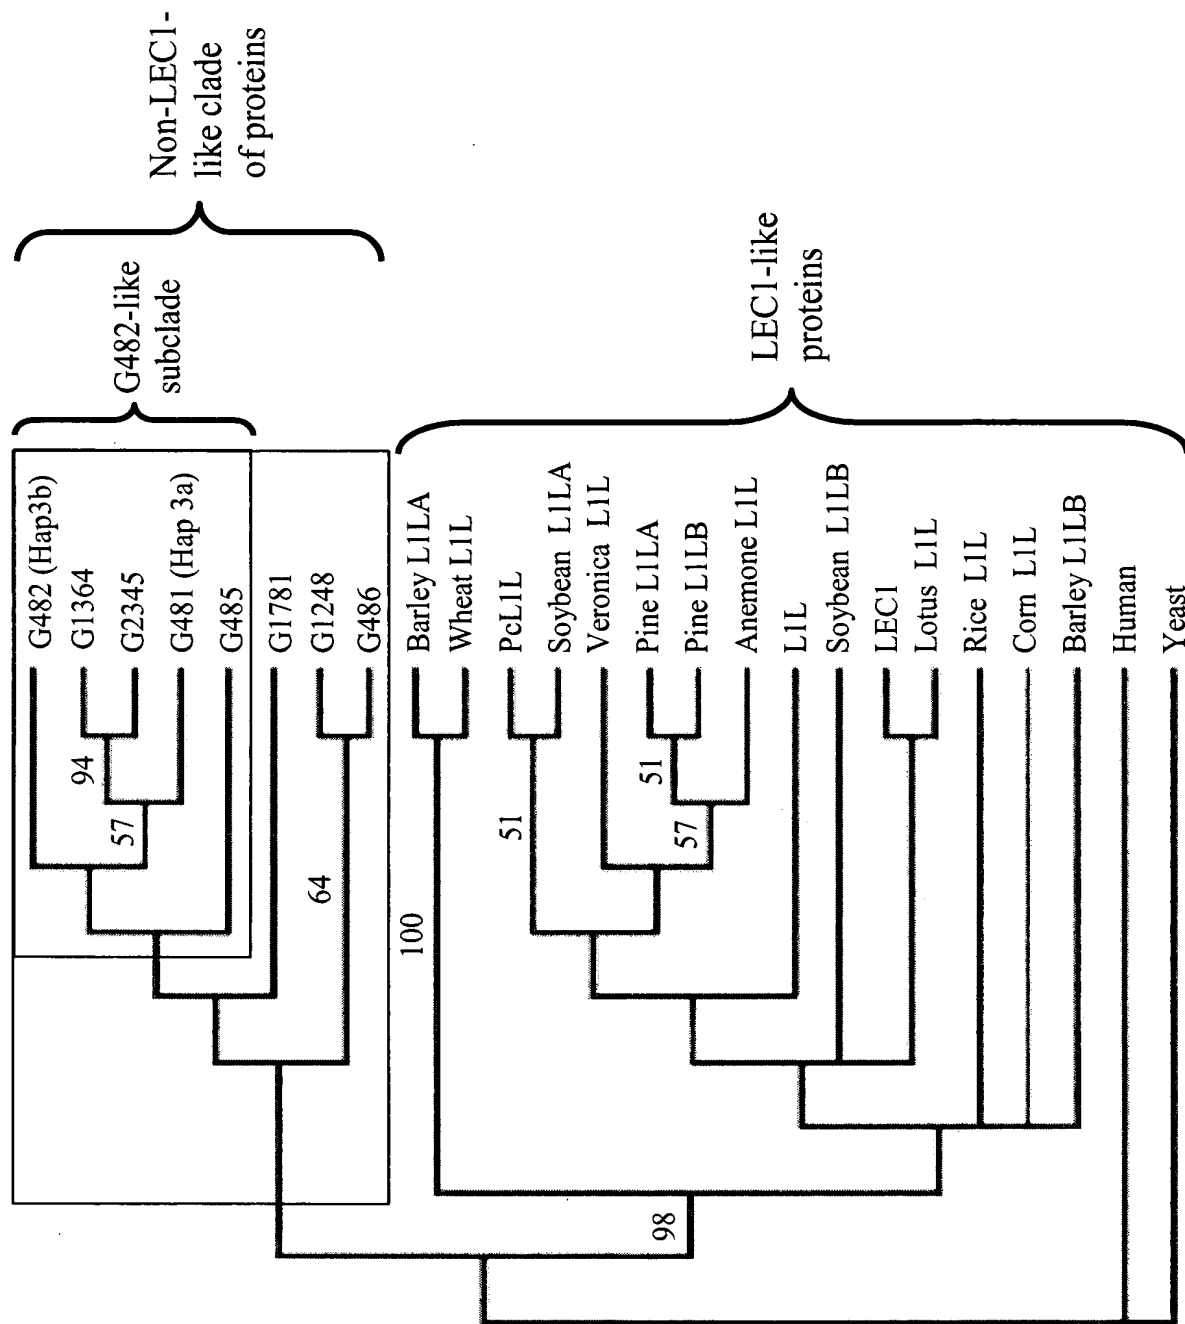 Non-LEC1-
like clade
of proteins
G482-like
subclade
G482 (Hap3b)
G1364
G2345
G481 (Hap 3a)
G485
G1781
G1248
G486
94
57
64
LEC1-like
proteins
Barley L1LA
Wheat L1L
PcL1L
Soybean L1LA
Veronica L1L
Pine L1LA
Pine L1LB
Anemone L1L
L1L
Soybean L1LB
LEC1
Lotus L1L
Rice L1L
Corn L1L
Barley L1LB
Human
Yeast
100
51
51
57
98